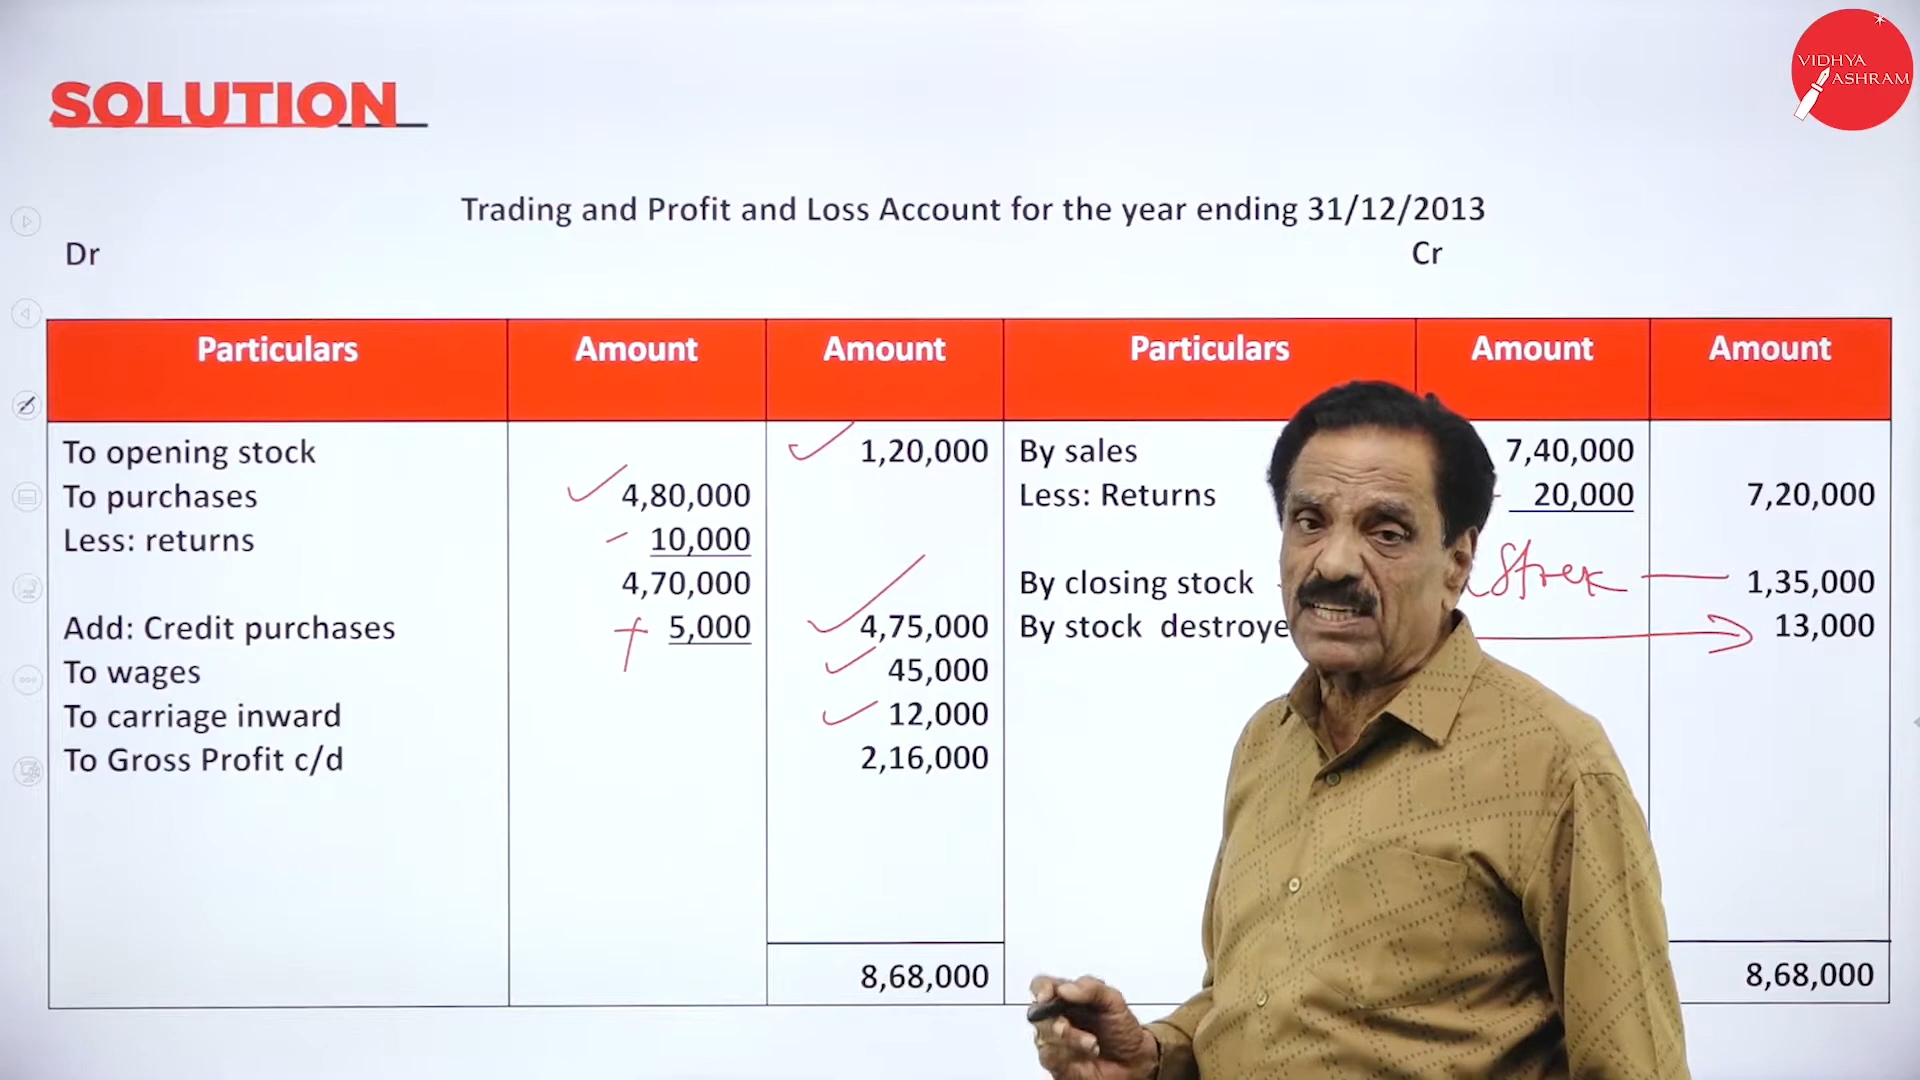 VIDHYA
ASHRAM
SOLUTION
Trading and Profit and Loss Account for the year ending 31/12/2013
Dr Cr
Particulars Amount Amount Particulars Amount Amount
To opening stock 1,20,000 By sales 7,40,000
To purchases 4,80,000 Less: Returns 20,000 7,20,000
Less: returns 10,000
4,70,000 By closing stock Stock 1,35,000
Add: Credit purchases + 5,000 4,75,000 By stock destroye 13,000
To wages 45,000
To carriage inward 12,000
To Gross Profit c/d 2,16,000
8,68,000 8,68,000